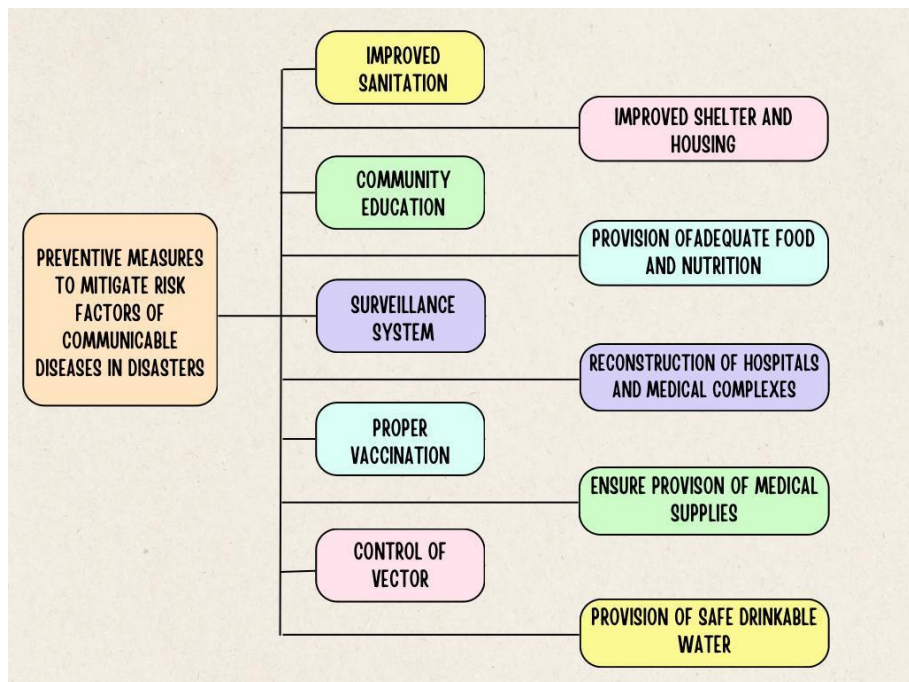 PREVENTIVE MEASURES
TO MITIGATE RISK
FACTORS OF
COMMUNICABLE
DISEASES IN DISASTERS
IMPROVED
SANITATION
IMPROVED SHELTER AND
HOUSING
COMMUNITY
EDUCATION
PROVISION OFADEQUATE FOOD
AND NUTRITION
SURVEILLANCE
SYSTEM
RECONSTRUCTION OF HOSPITALS
AND MEDICAL COMPLEXES
PROPER
VACCINATION
ENSURE PROVISON OF MEDICAL
SUPPLIES
CONTROL OF
VECTOR
PROVISION OF SAFE DRINKABLE
WATER